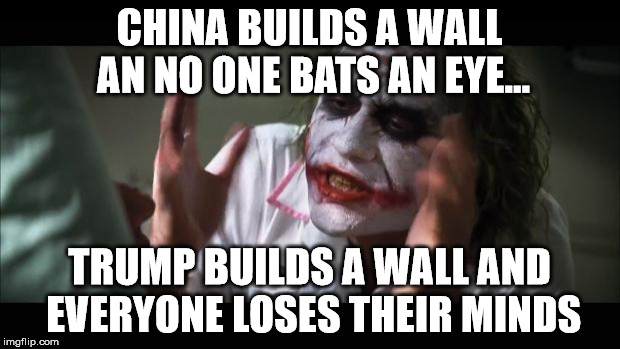 CHINA BUILDS A WALL
AN NO ONE BATS AN EYE...
TRUMP BUILDS A WALL AND
EVERYONE LOSES THEIR MINDS
imgflip.com